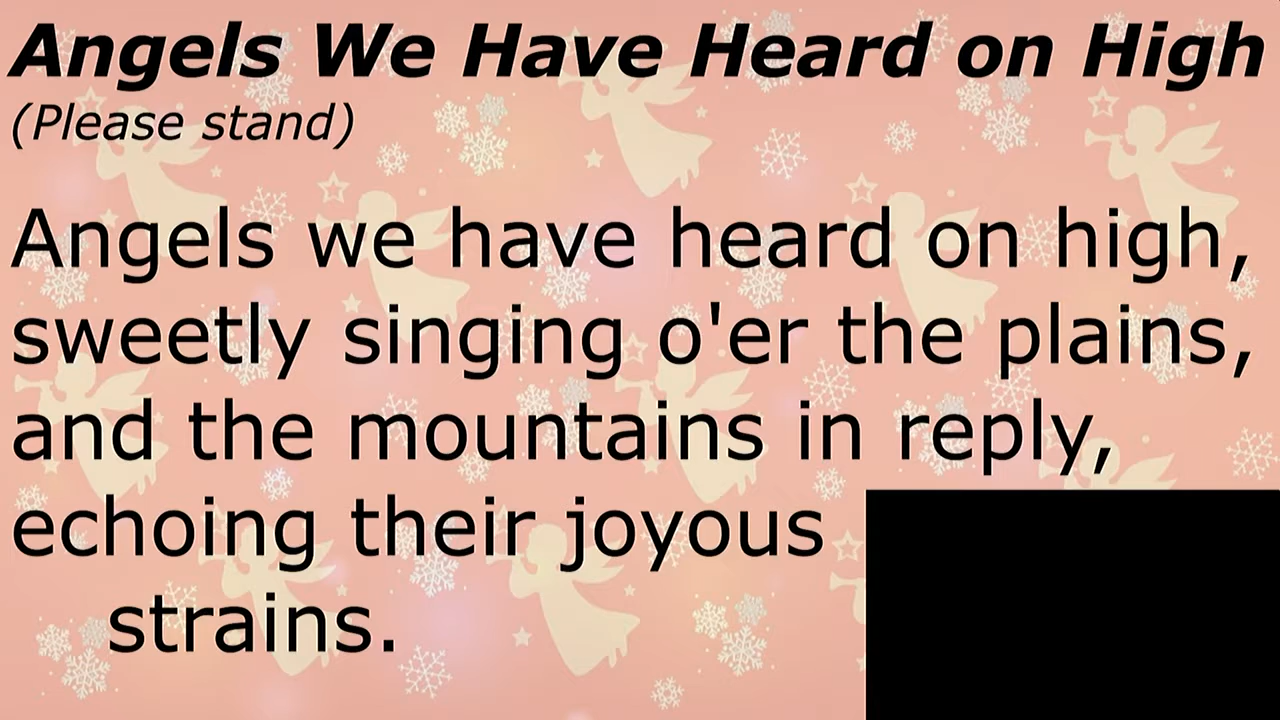 Angels We Have Heard on High
(Please stand)
Angels we have heard on high,
sweetly singing o'er the plains,
and the mountains in reply,
echoing their joyous
strains.